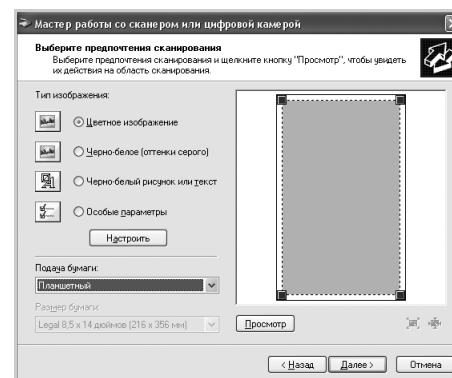 Мастер работы со сканером или цифровой камерой
Выберите предпочтения сканирования
Выберите предпочтения сканирования и щелкните кнопку "Просмотр", чтобы увидеть
их действия на область сканирования.
Тип изображения:
Цветное изображение
Черно-белое (оттенки серого)
Черно-белый рисунок или текст
Особые параметры
Настроить
Подача бумаги:
Планшетный
Размер бумаги:
Legal 8,5 x 14 дюймов (216 x 356 мм)
Просмотр
< Назад
Далее >
Отмена